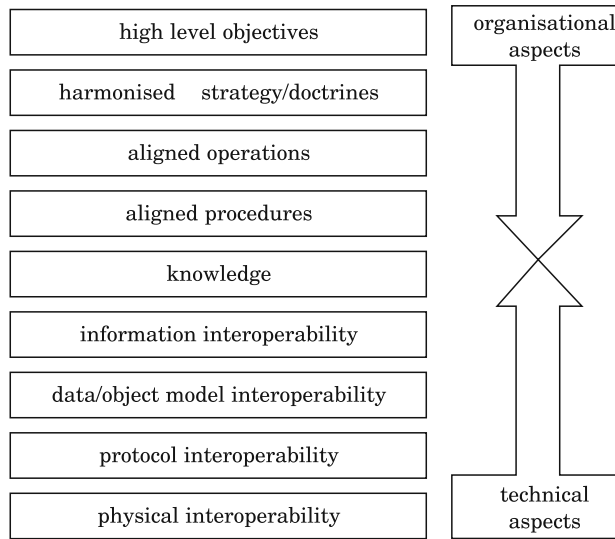 high level objectives
harmonised strategy/doctrines
aligned operations
aligned procedures
knowledge
information interoperability
data/object model interoperability
protocol interoperability
physical interoperability
organisational
aspects
technical
aspects